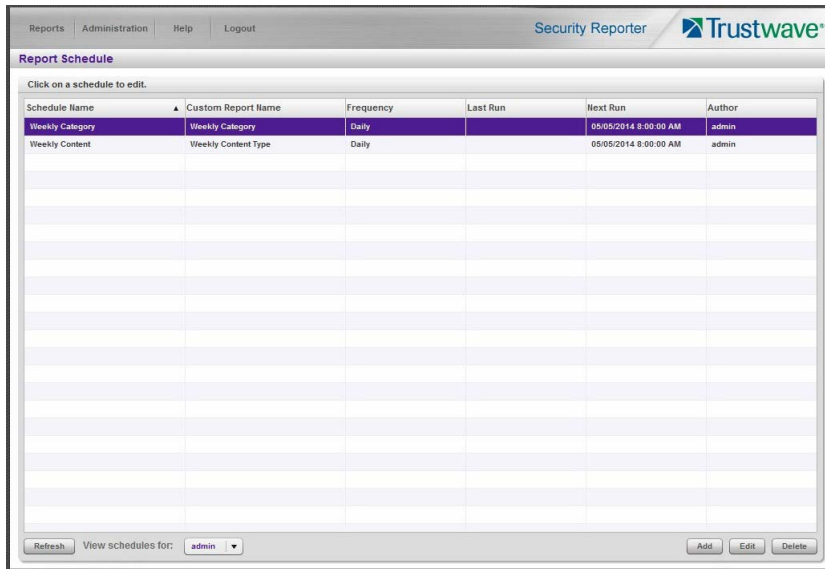 Reports Administration Help Logout Security Reporter Trustwave®
Report Schedule
Click on a schedule to edit.
Schedule Name ▲ Custom Report Name Frequency Last Run Next Run Author
Weekly Category Weekly Category Daily 05/05/2014 8:00:00 AM admin
Weekly Content Weekly Content Type Daily 05/05/2014 8:00:00 AM admin
Refresh View schedules for: admin ▼ Add Edit Delete